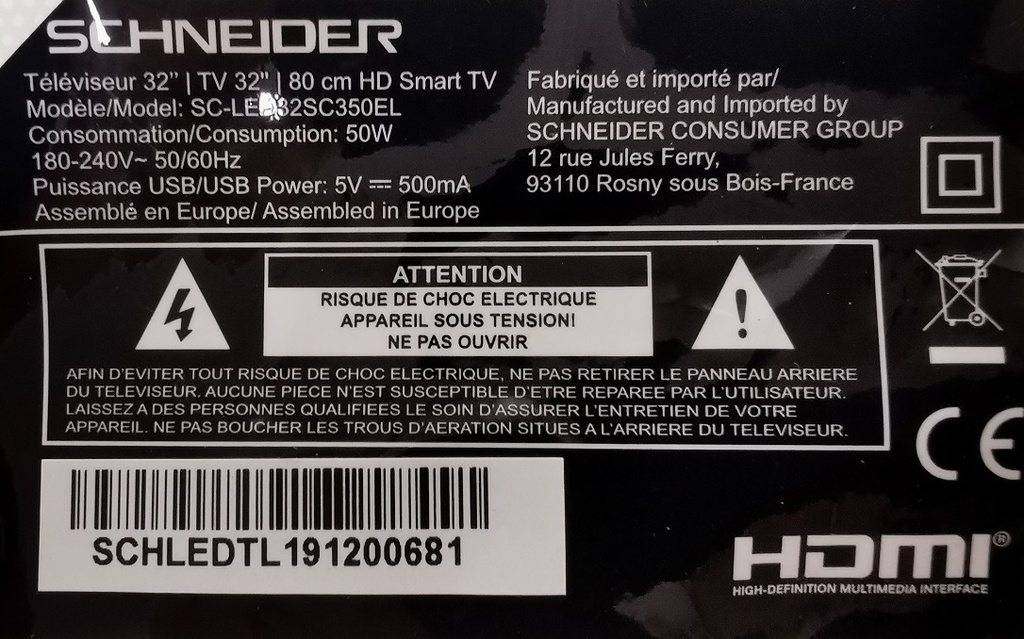 SCHNEIDER
Téléviseur 32" | TV 32" | 80 cm HD Smart TV
Modèle/Model: SC-LED32SC350EL
Consommation/Consumption: 50W
180-240V~ 50/60Hz
Puissance USB/USB Power: 5V ⎓ 500mA
Assemblé en Europe/ Assembled in Europe
Fabriqué et importé par/
Manufactured and Imported by
SCHNEIDER CONSUMER GROUP
12 rue Jules Ferry,
93110 Rosny sous Bois-France
ATTENTION
RISQUE DE CHOC ELECTRIQUE
APPAREIL SOUS TENSION!
NE PAS OUVRIR
AFIN D'EVITER TOUT RISQUE DE CHOC ELECTRIQUE, NE PAS RETIRER LE PANNEAU ARRIERE
DU TELEVISEUR. AUCUNE PIECE N'EST SUSCEPTIBLE D'ETRE REPAREE PAR L'UTILISATEUR.
LAISSEZ A DES PERSONNES QUALIFIEES LE SOIN D'ASSURER L'ENTRETIEN DE VOTRE
APPAREIL. NE PAS BOUCHER LES TROUS D'AERATION SITUES A L'ARRIERE DU TELEVISEUR.
CE
SCHLEDTL191200681
HDMI®
HIGH-DEFINITION MULTIMEDIA INTERFACE